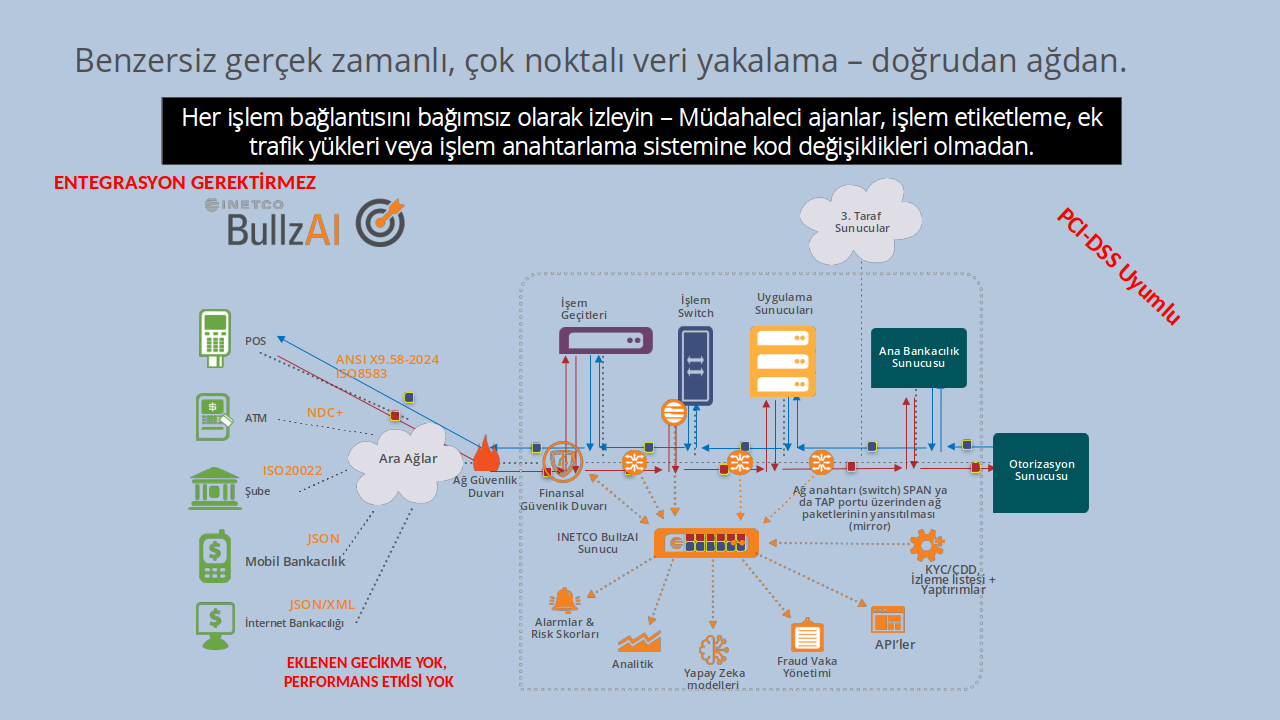 Benzersiz gerçek zamanlı, çok noktalı veri yakalama – doğrudan ağdan.
Her işlem bağlantısını bağımsız olarak izleyin – Müdahaleci ajanlar, işlem etiketleme, ek
trafik yükleri veya işlem anahtarlama sistemine kod değişiklikleri olmadan.
ENTEGRASYON GEREKTİRMEZ
INETCO
BullzAI
3. Taraf
Sunucular
PCI-DSS Uyumlu
İşem
Geçitleri
İşlem
Switch
Uygulama
Sunucuları
Ana Bankacılık
Sunucusu
POS
ANSI X9.58-2024
ISO8583
ATM
NDC+
Ara Ağlar
ISO20022
Şube
Ağ Güvenlik
Duvarı
Finansal
Güvenlik Duvarı
Otorizasyon
Sunucusu
Ağ anahtarı (switch) SPAN ya
da TAP portu üzerinden ağ
paketlerinin yansıtılması
(mirror)
INETCO BullzAI
Sunucu
JSON
Mobil Bankacılık
KYC/CDD,
İzleme listesi +
Yaptırımlar
JSON/XML
İnternet Bankacılığı
Alarmlar &
Risk Skorları
Analitik
Yapay Zeka
modelleri
Fraud Vaka
Yönetimi
API'ler
EKLENEN GECİKME YOK,
PERFORMANS ETKİSİ YOK